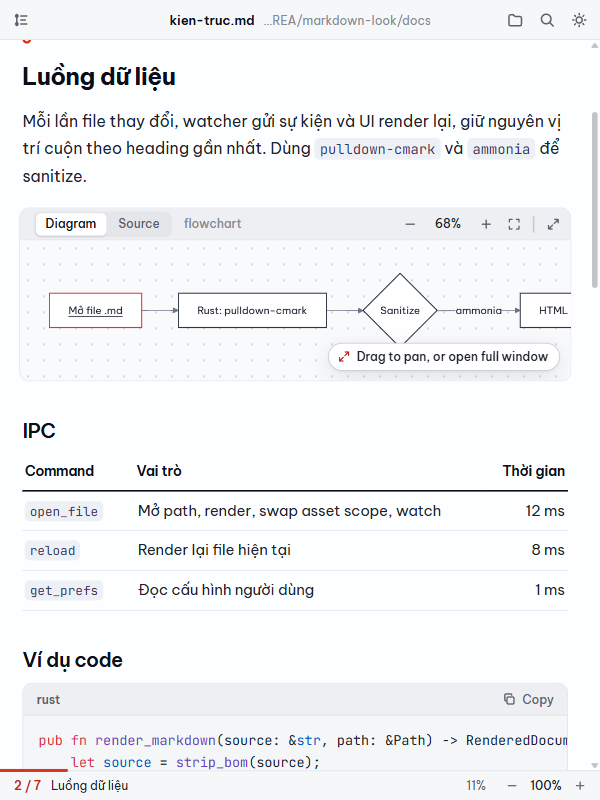 kien-truc.md …REA/markdown-look/docs
Luồng dữ liệu
Mỗi lần file thay đổi, watcher gửi sự kiện và UI render lại, giữ nguyên vị
trí cuộn theo heading gần nhất. Dùng pulldown-cmark và ammonia để
sanitize.
Diagram Source flowchart − 68% +
Mở file .md Rust: pulldown-cmark Sanitize ammonia HTML
Drag to pan, or open full window
IPC
Command Vai trò Thời gian
open_file Mở path, render, swap asset scope, watch 12 ms
reload Render lại file hiện tại 8 ms
get_prefs Đọc cấu hình người dùng 1 ms
Ví dụ code
rust Copy
pub fn render_markdown(source: &str, path: &Path) -> RenderedDocum
let source = strip_bom(source);
2 / 7 Luồng dữ liệu 11% − 100% +